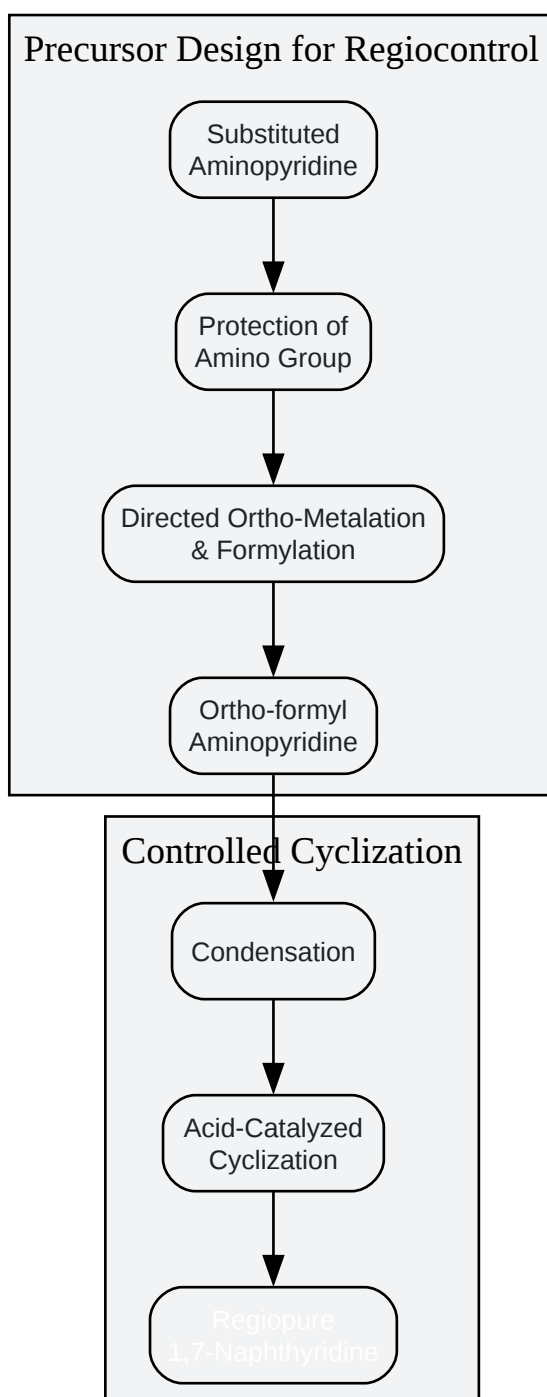 Precursor Design for Regiocontrol
Substituted
Aminopyridine
Protection of
Amino Group
Directed Ortho-Metalation
& Formylation
Ortho-formyl
Aminopyridine
Controlled Cyclization
Condensation
Acid-Catalyzed
Cyclization
Regiopure
1,7-Naphthyridine